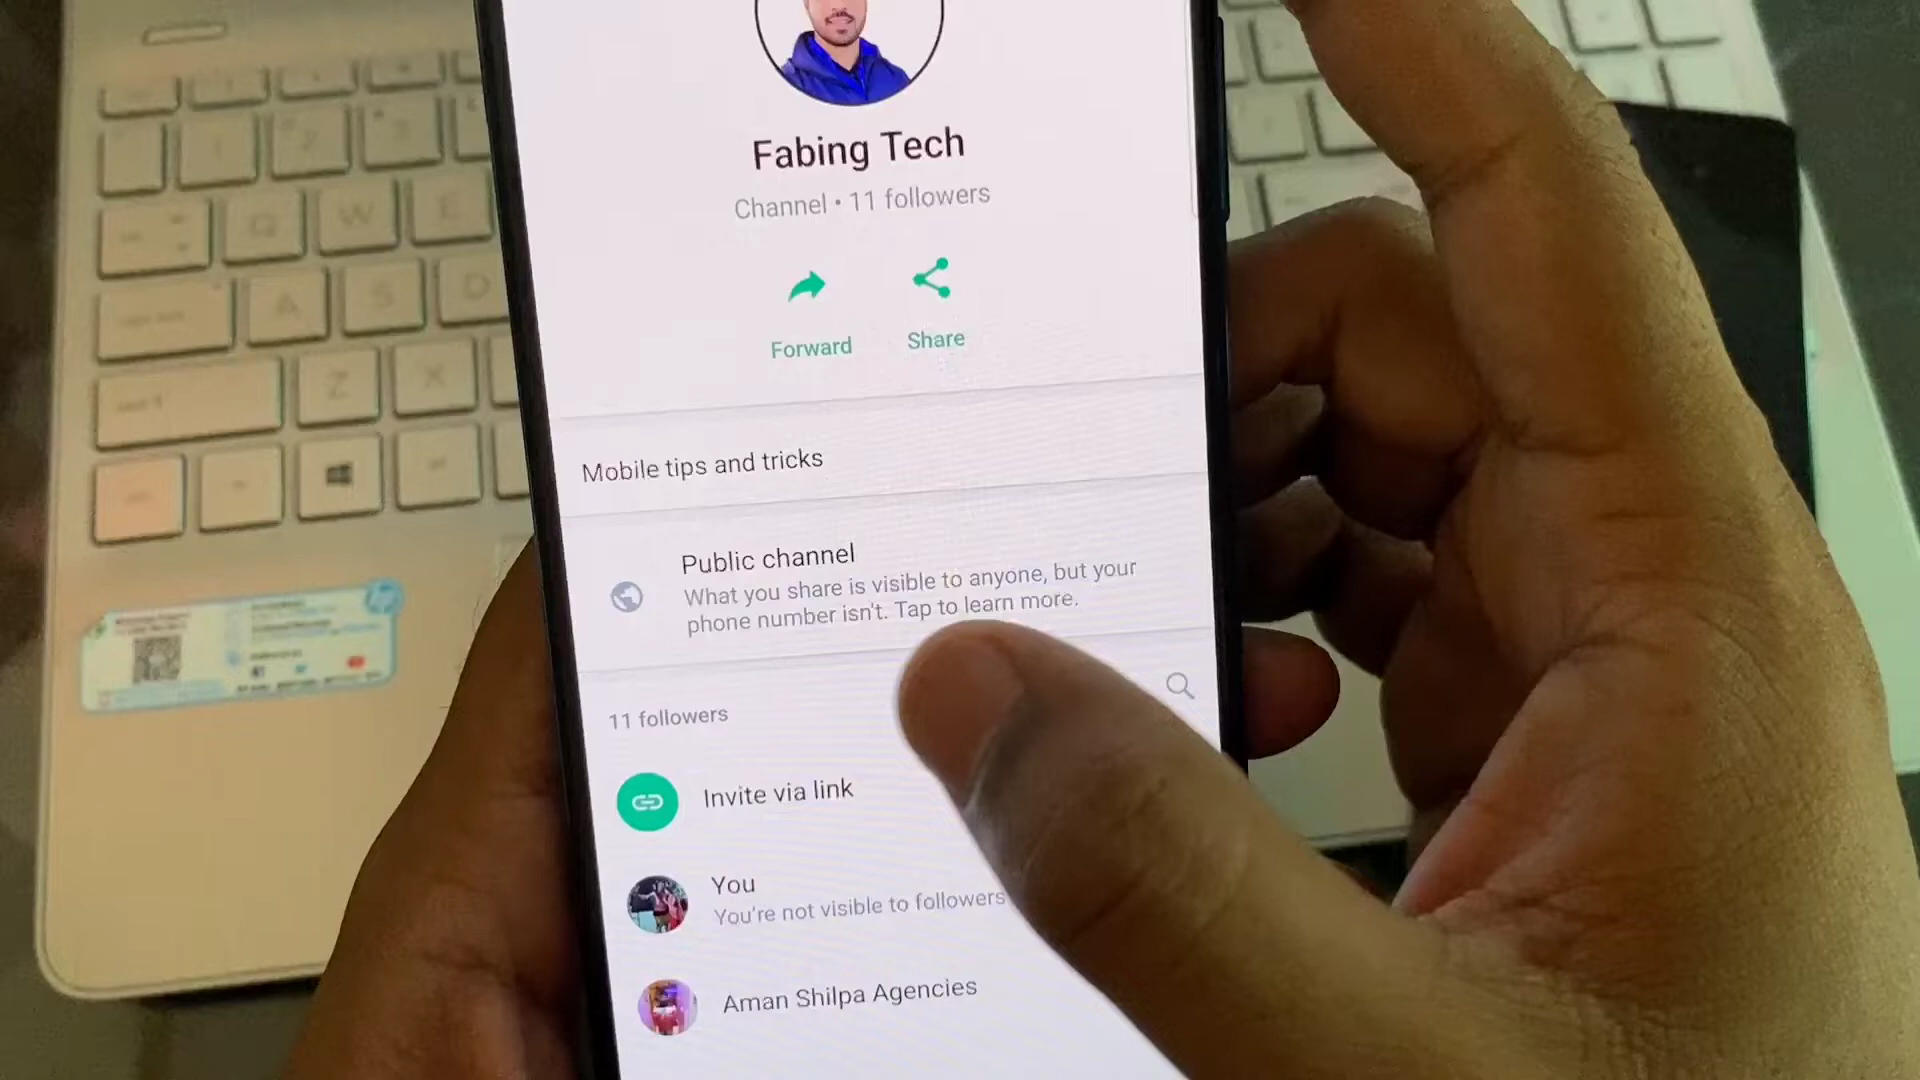 Fabing Tech
Channel • 11 followers
Forward
Share
Mobile tips and tricks
Public channel
What you share is visible to anyone, but your
phone number isn't. Tap to learn more.
11 followers
Invite via link
You
You're not visible to followers
Aman Shilpa Agencies
Q
W
E
A
S
D
Z
X